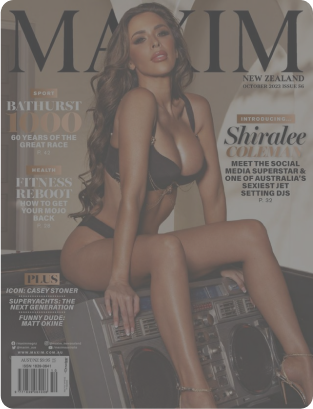 MAXIM
NEW ZEALAND
OCTOBER 2023 ISSUE 36
SPORT
BATHURST
1000
60 YEARS OF THE
GREAT RACE
HEALTH
FITNESS
REBOOT
HOW TO GET
YOUR MOJO
BACK
INTRODUCING...
Shiralee
COLEMAN
MEET THE SOCIAL
MEDIA SUPERSTAR &
ONE OF AUSTRALIA'S
SEXIEST JET
SETTING DJS
PLUS
ICON: CASEY STONER
SUPERYACHTS: THE
NEXT GENERATION
FUNNY DUDE:
MATT OKINE